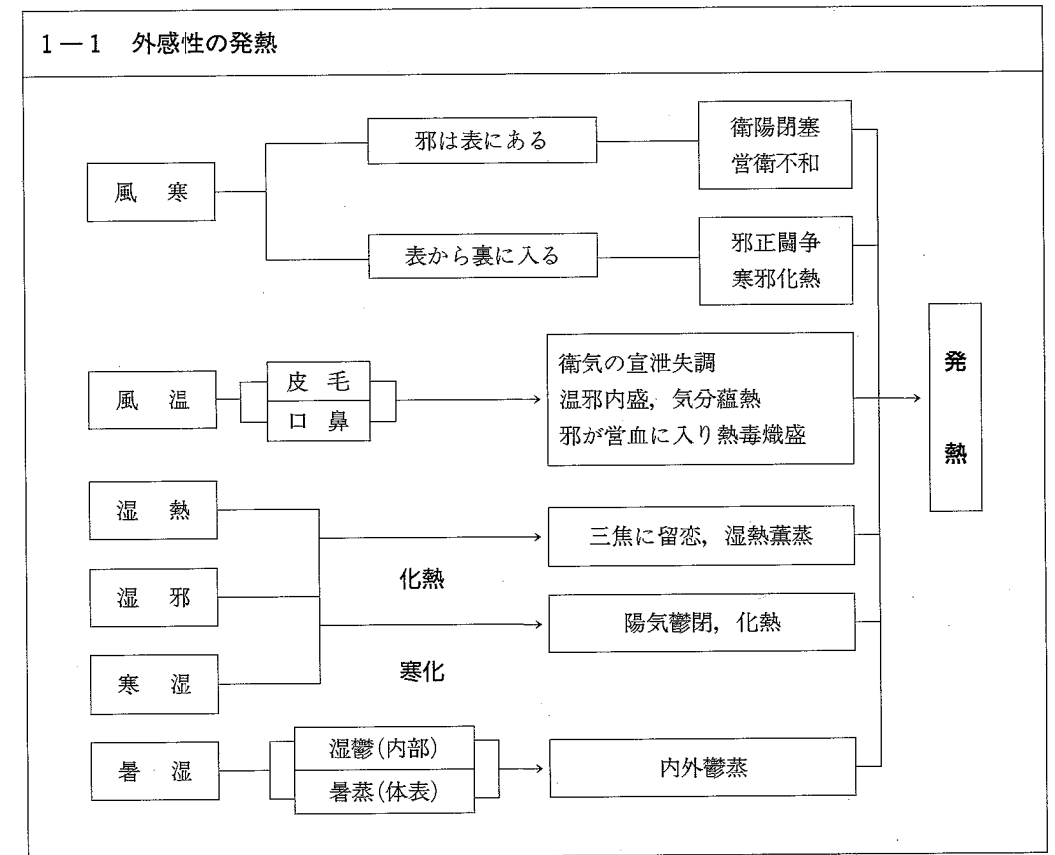 1－1　外感性の発熱
風　寒
邪は表にある
衛陽閉塞
営衛不和
表から裏に入る
邪正闘争
寒邪化熱
風　温
皮　毛
口　鼻
衛気の宣泄失調
温邪内盛，気分蘊熱
邪が営血に入り熱毒熾盛
湿　熱
湿　邪
寒　湿
化熱
寒化
三焦に留恋，湿熱薫蒸
陽気鬱閉，化熱
暑　湿
湿鬱(内部)
暑蒸(体表)
内外鬱蒸
発
熱